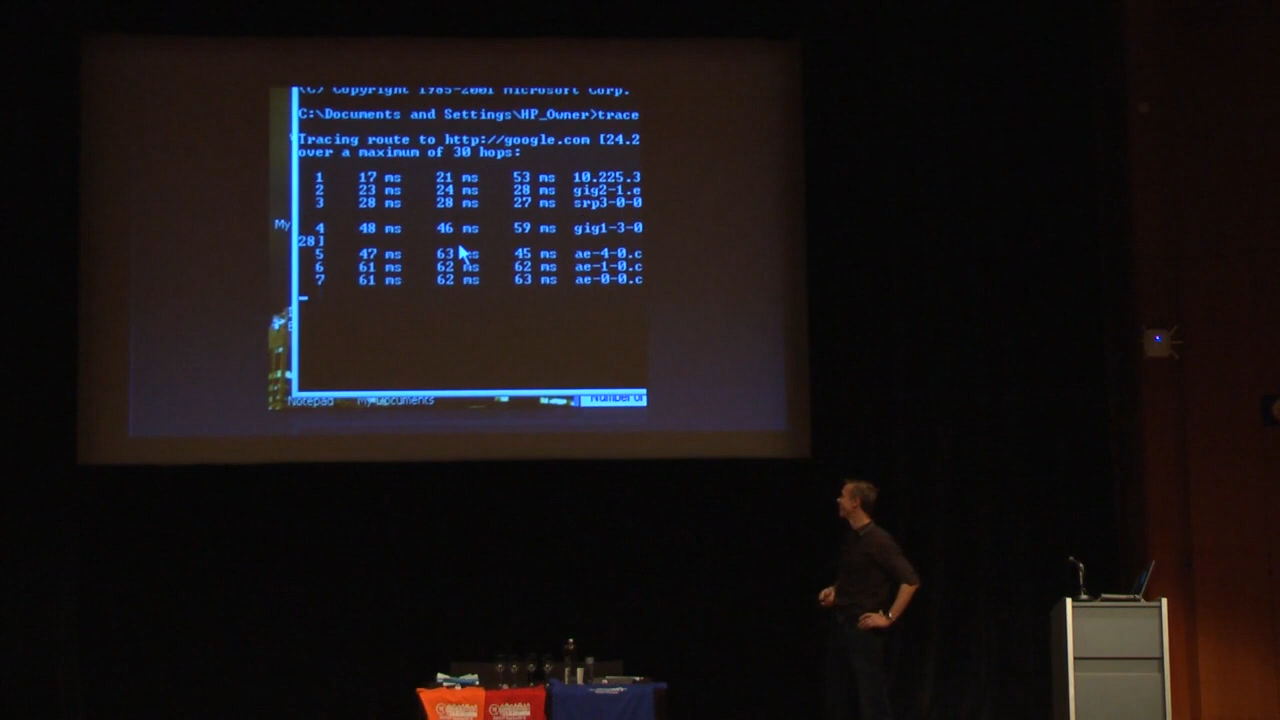 (C) Copyright 1985-2001 Microsoft Corp.
C:\Documents and Settings\HP_Owner>trace
Tracing route to http://google.com [24.2
over a maximum of 30 hops:
1 17 ms 21 ms 53 ms 10.225.3
2 23 ms 24 ms 28 ms gig2-1.e
3 28 ms 28 ms 27 ms srp3-0-0
My
4 48 ms 46 ms 59 ms gig1-3-0
28]
5 47 ms 63 ms 45 ms ae-4-0.c
6 61 ms 62 ms 62 ms ae-1-0.c
7 61 ms 62 ms 63 ms ae-0-0.c
Notepad My Documents Number of